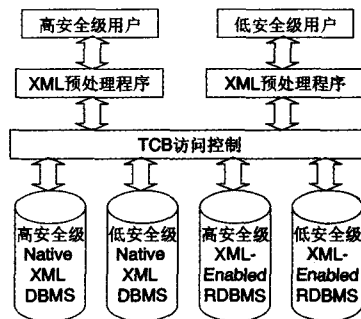 高安全级用户
低安全级用户
XML预处理程序
XML预处理程序
TCB访问控制
高安全级
Native
XML
DBMS
低安全级
Native
XML
DBMS
高安全级
XML-
Enabled
RDBMS
低安全级
XML-
Enabled
RDBMS